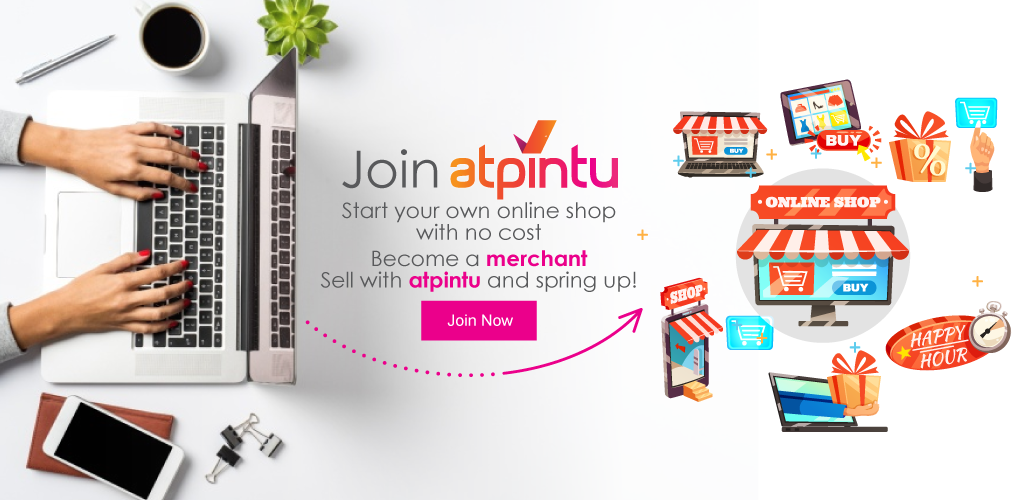 Join atpintu
Start your own online shop
with no cost
Become a merchant
Sell with atpintu and spring up!
Join Now
BUY
BUY
%
ONLINE SHOP
BUY
SHOP
HAPPY
HOUR